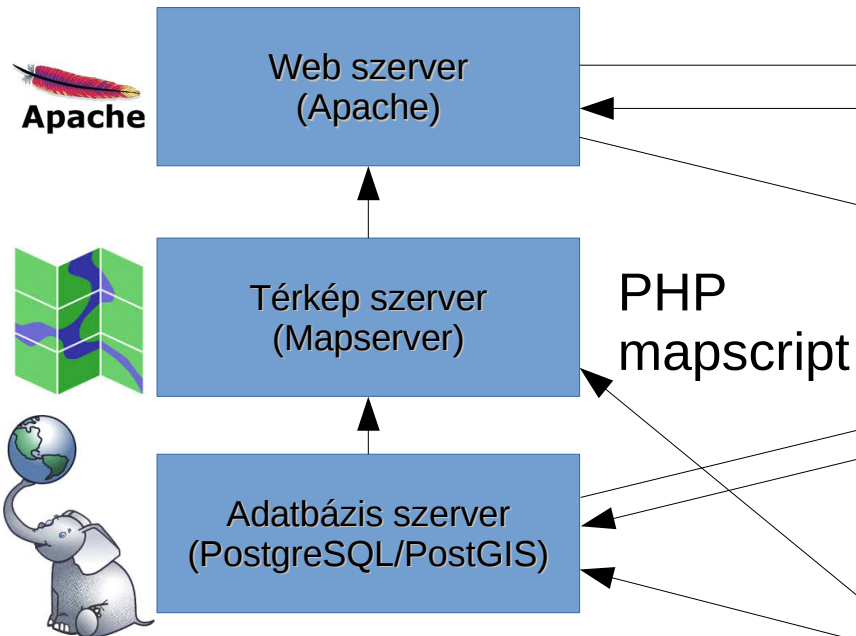 Apache
Web szerver
(Apache)
Térkép szerver
(Mapserver)
PHP
mapscript
Adatbázis szerver
(PostgreSQL/PostGIS)